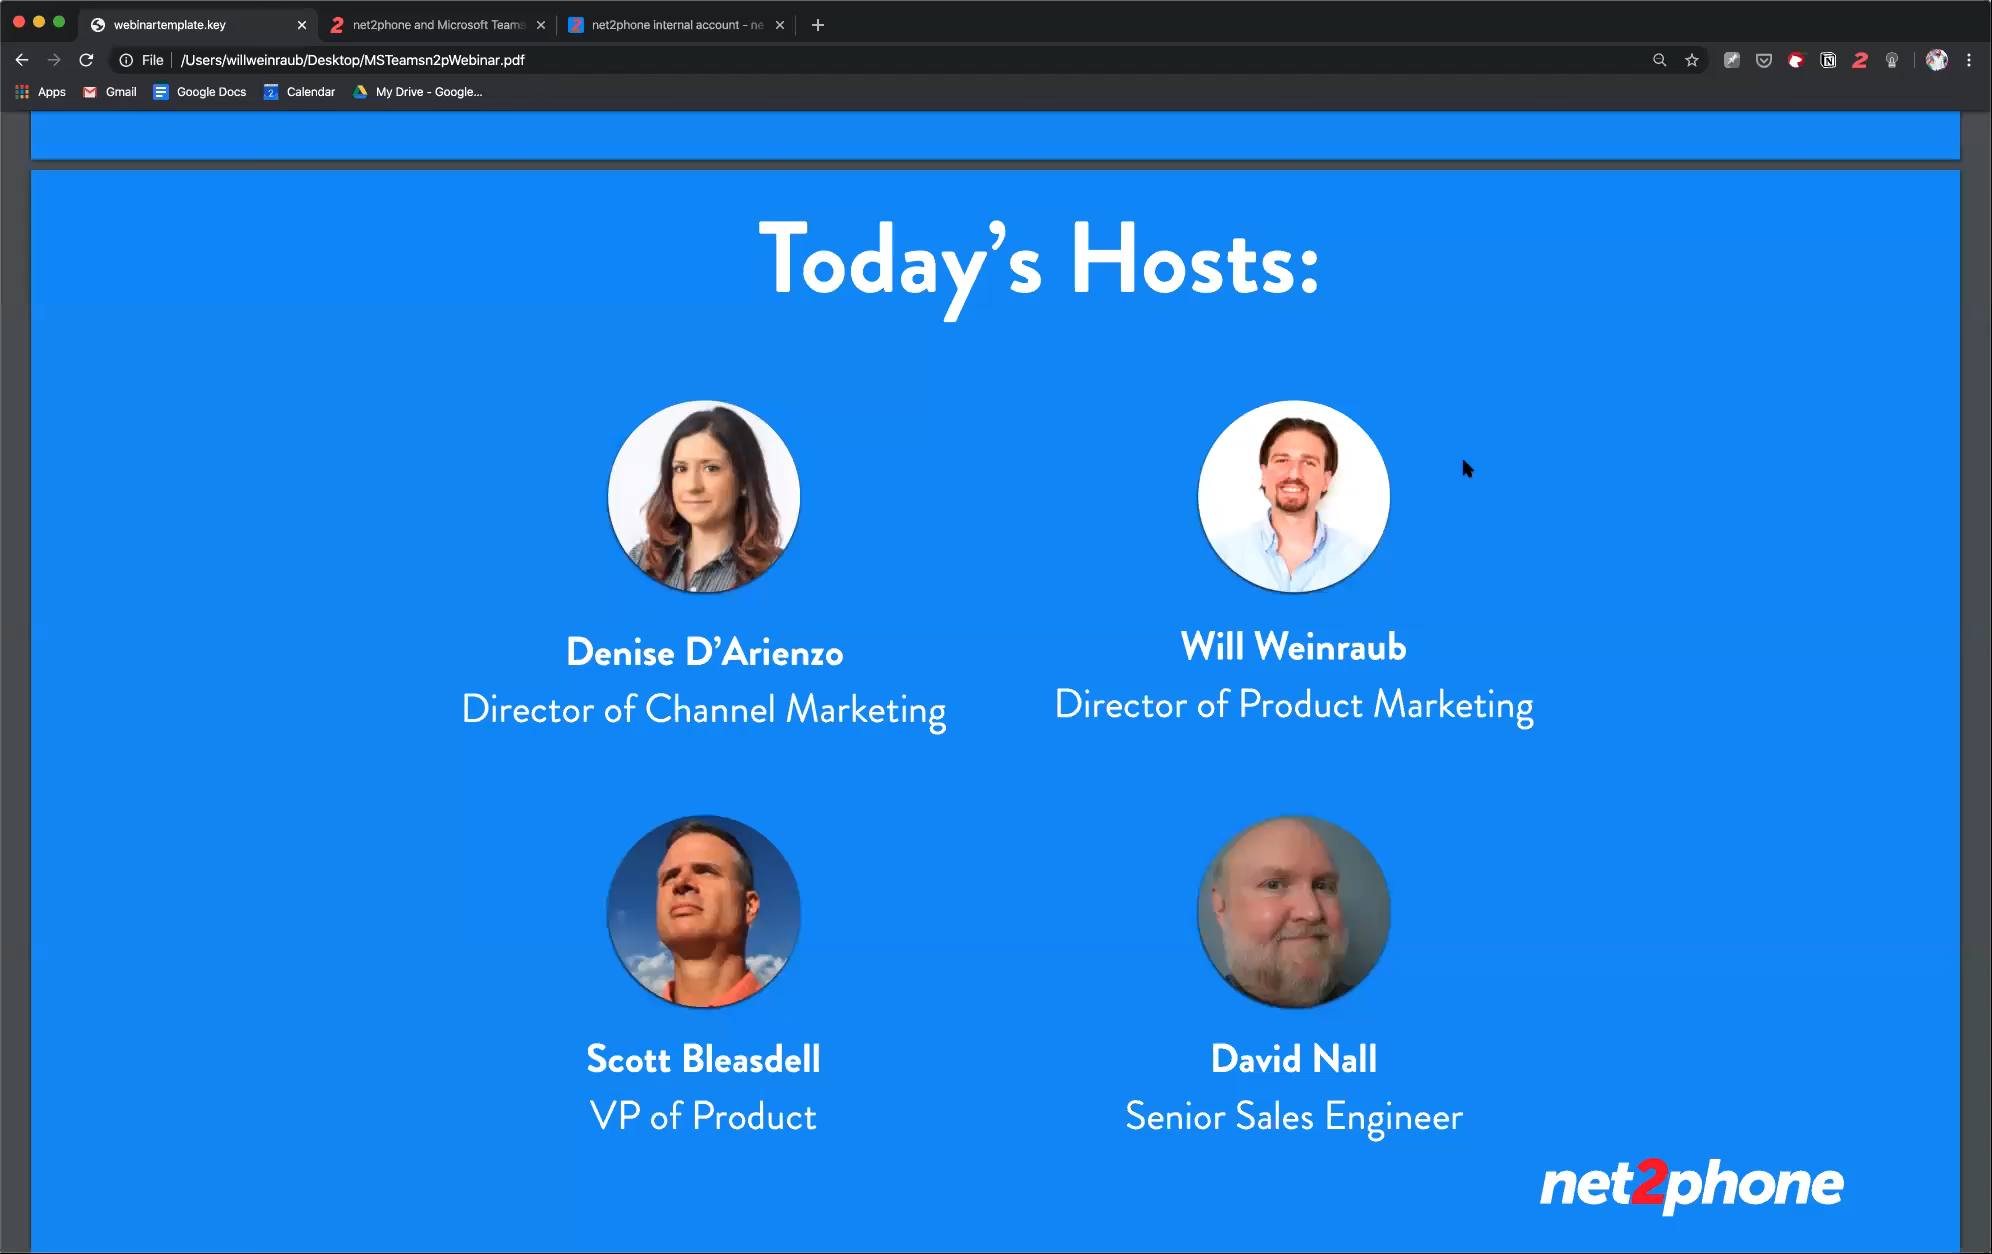 webinartemplate.key
net2phone and Microsoft Teams
net2phone internal account - ne
File
/Users/willweinraub/Desktop/MSTeamsn2pWebinar.pdf
Apps
Gmail
Google Docs
Calendar
My Drive - Google...
Today's Hosts:
Denise D'Arienzo
Director of Channel Marketing
Will Weinraub
Director of Product Marketing
Scott Bleasdell
VP of Product
David Nall
Senior Sales Engineer
net2phone